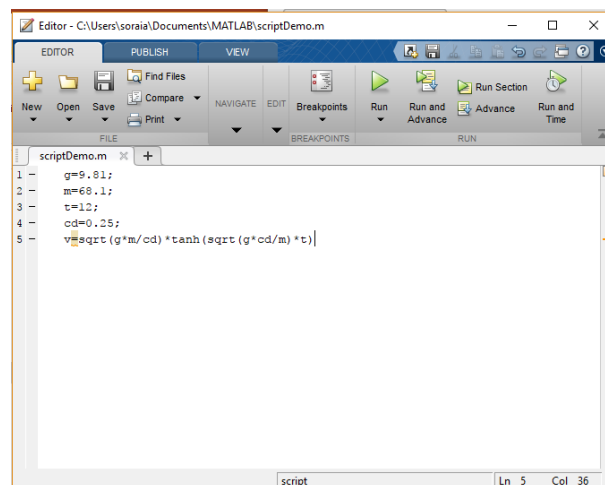 Editor - C:\Users\soraia\Documents\MATLAB\scriptDemo.m
EDITOR PUBLISH VIEW
New Open Save Find Files Compare Print NAVIGATE EDIT Breakpoints Run Run and Advance Run Section Advance Run and Time
FILE BREAKPOINTS RUN
scriptDemo.m
1 - g=9.81;
2 - m=68.1;
3 - t=12;
4 - cd=0.25;
5 - v=sqrt(g*m/cd)*tanh(sqrt(g*cd/m)*t)
script Ln 5 Col 36